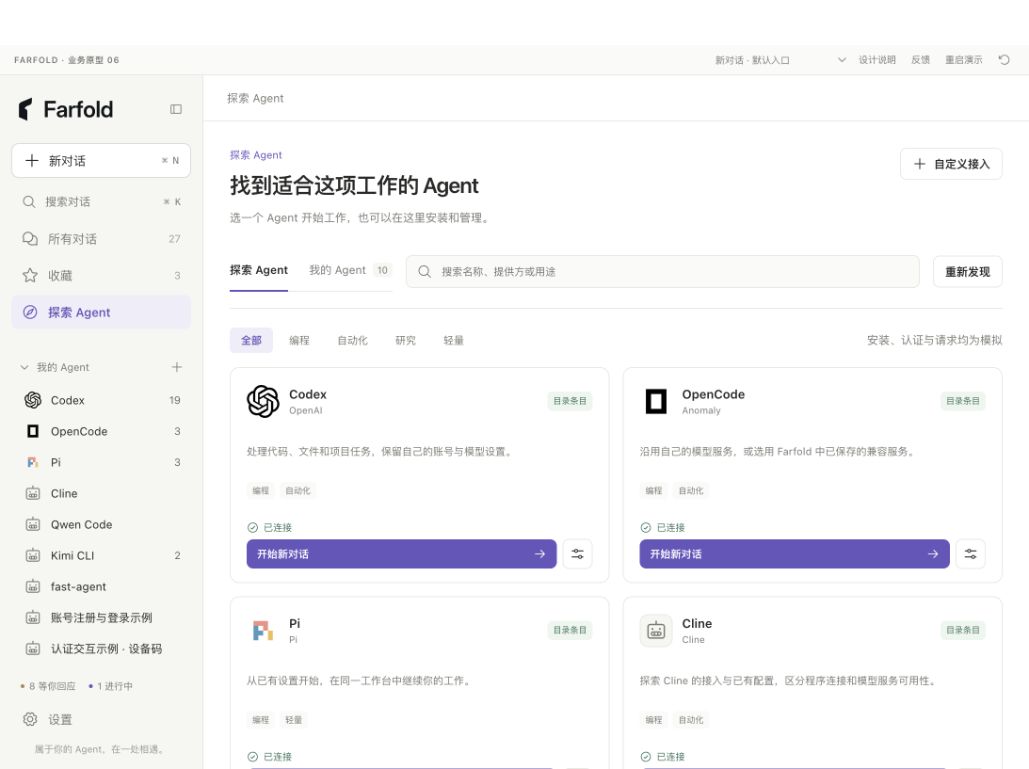 FARFOLD · 业务原型 06
新对话 · 默认入口
设计说明
反馈
重启演示
Farfold
新对话
⌘ N
搜索对话
⌘ K
所有对话
27
收藏
3
探索 Agent
我的 Agent
Codex
19
OpenCode
3
Pi
3
Cline
Qwen Code
Kimi CLI
2
fast-agent
账号注册与登录示例
认证交互示例 · 设备码
8 等你回应
1 进行中
设置
属于你的 Agent，在一处相遇。
探索 Agent
探索 Agent
找到适合这项工作的 Agent
选一个 Agent 开始工作，也可以在这里安装和管理。
自定义接入
探索 Agent
我的 Agent
10
搜索名称、提供方或用途
重新发现
全部
编程
自动化
研究
轻量
安装、认证与请求均为模拟
Codex
OpenAI
目录条目
处理代码、文件和项目任务，保留自己的账号与模型设置。
编程
自动化
已连接
开始新对话
OpenCode
Anomaly
目录条目
沿用自己的模型服务，或选用 Farfold 中已保存的兼容服务。
编程
自动化
已连接
开始新对话
Pi
Pi
目录条目
从已有设置开始，在同一工作台中继续你的工作。
编程
轻量
已连接
Cline
Cline
目录条目
探索 Cline 的接入与已有配置，区分程序连接和模型服务可用性。
编程
自动化
已连接